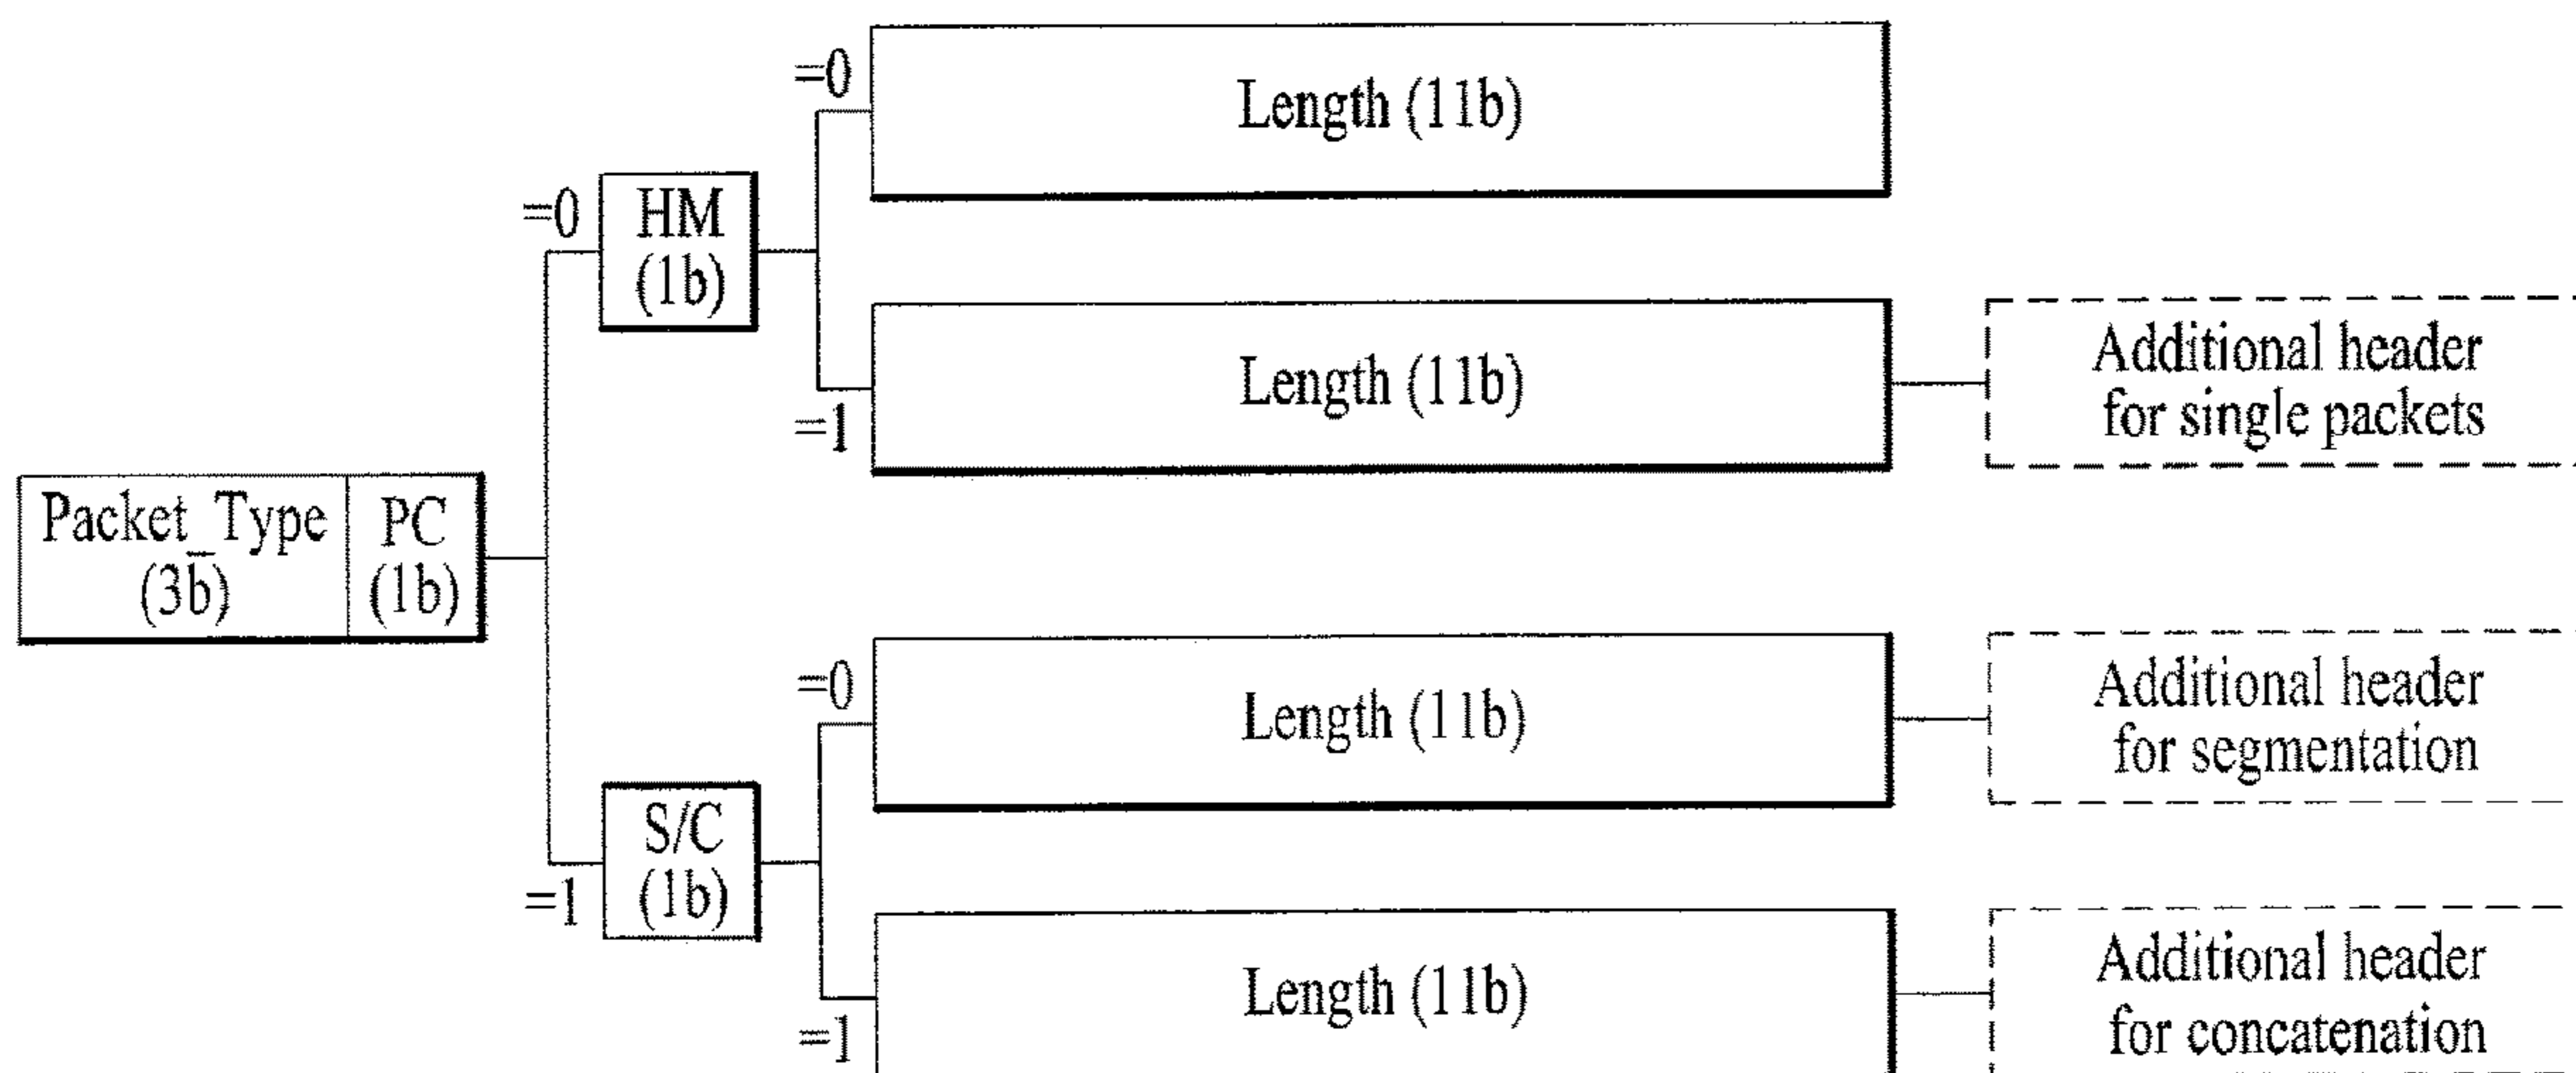 =0
Length (11b)
=0
HM
(1b)
Length (11b)
=1
Additional header
for single packets
Packet_Type
(3b)
PC
(1b)
=0
Length (11b)
Additional header
for segmentation
=1
S/C
(1b)
Length (11b)
=1
Additional header
for concatenation